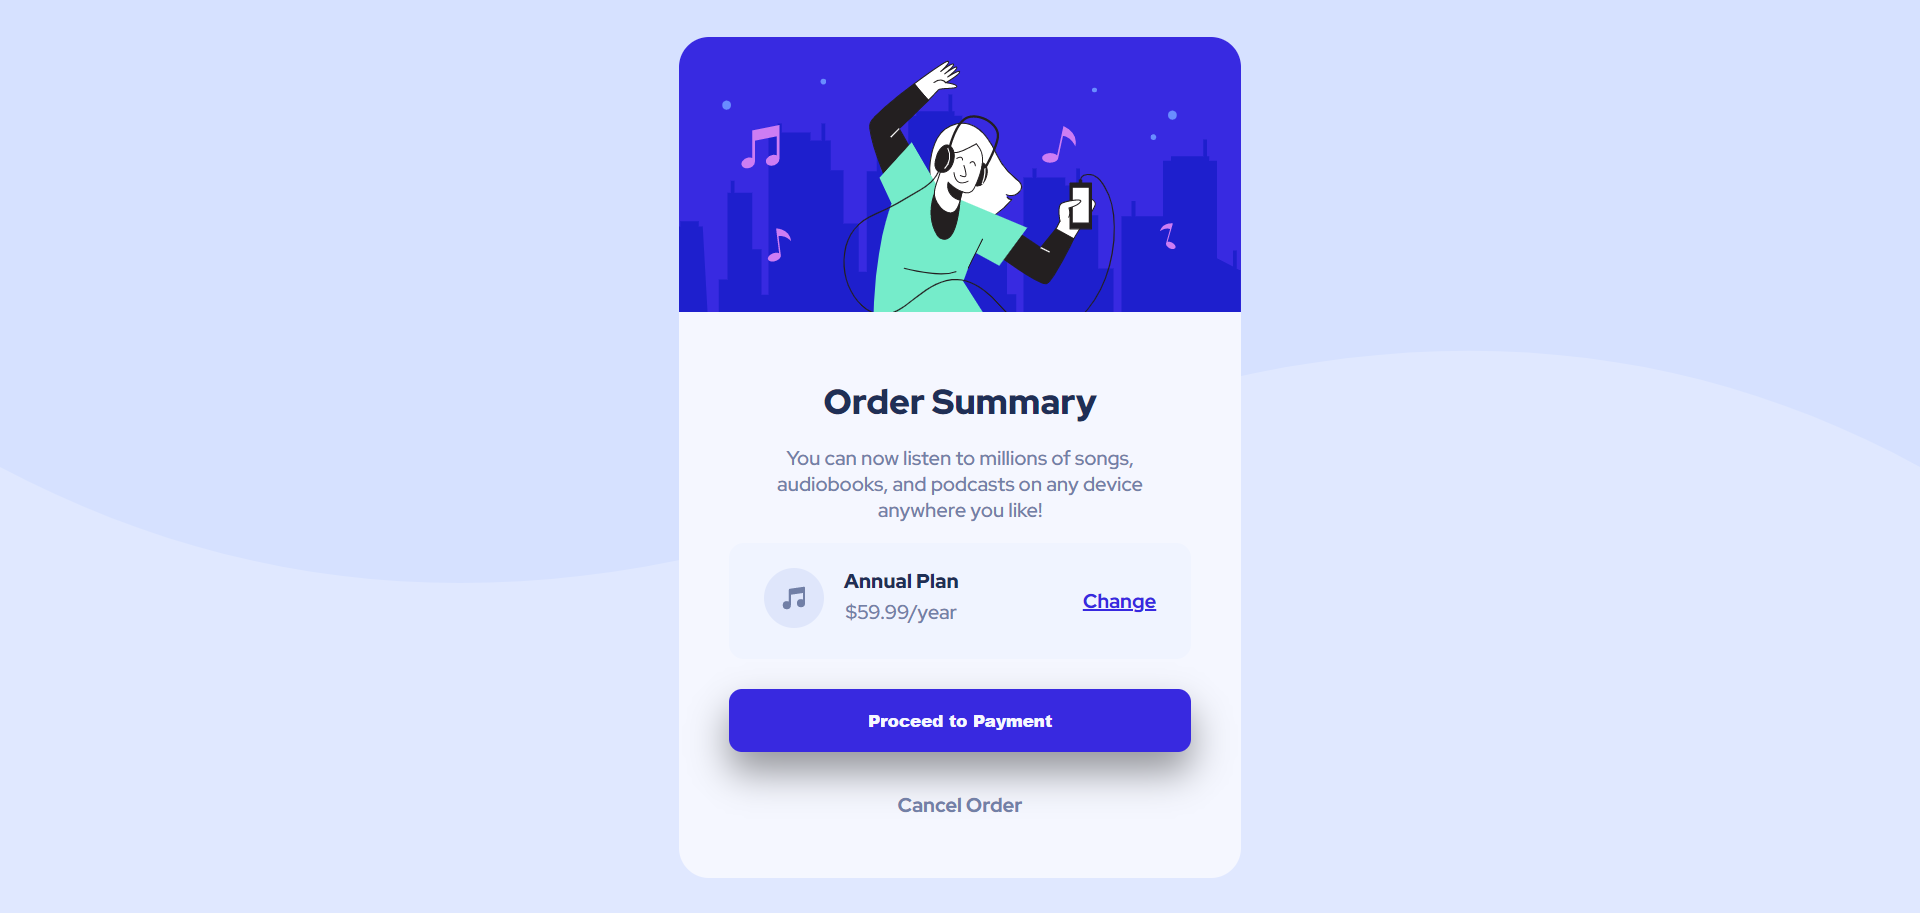 Order Summary
You can now listen to millions of songs,
audiobooks, and podcasts on any device
anywhere you like!
Annual Plan
$59.99/year
Change
Proceed to Payment
Cancel Order